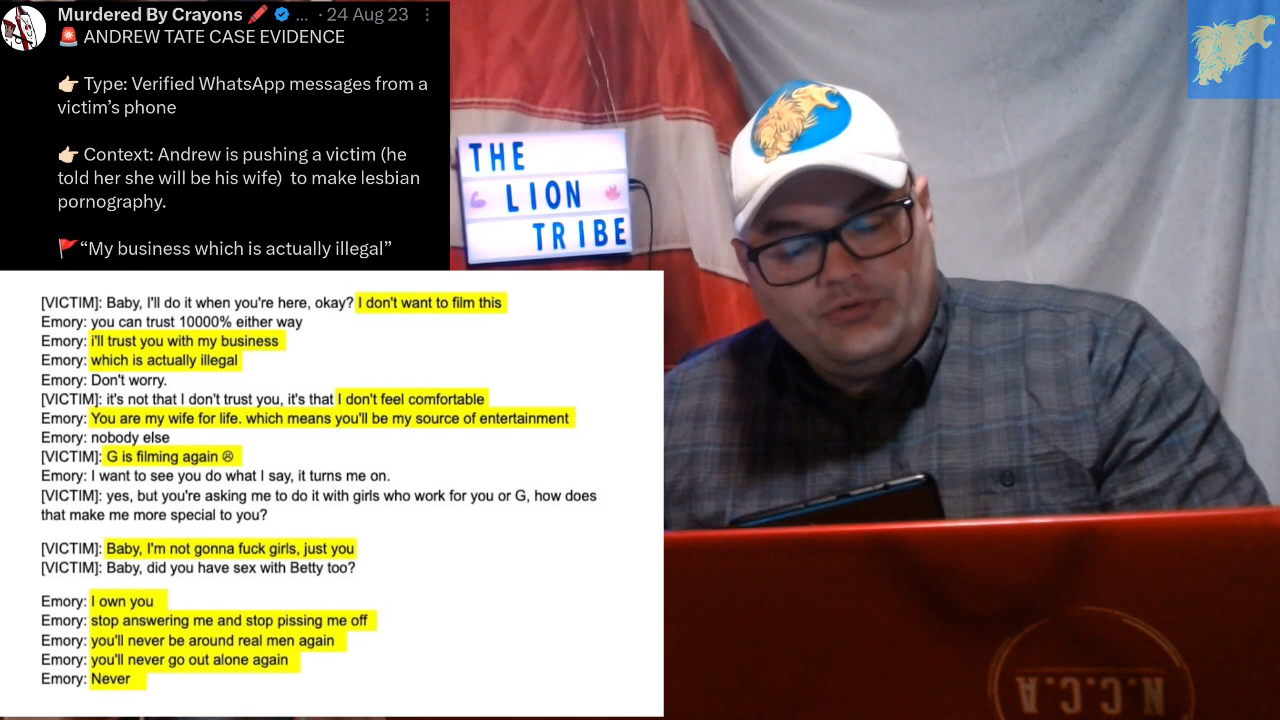 Murdered By Crayons 🖍️ ... · 24 Aug 23
🚨 ANDREW TATE CASE EVIDENCE
👉🏻 Type: Verified WhatsApp messages from a
victim's phone
👉🏻 Context: Andrew is pushing a victim (he
told her she will be his wife) to make lesbian
pornography.
🚩“My business which is actually illegal”
THE
LION
TRIBE
[VICTIM]: Baby, I'll do it when you're here, okay? I don't want to film this
Emory: you can trust 10000% either way
Emory: i'll trust you with my business
Emory: which is actually illegal
Emory: Don't worry.
[VICTIM]: it's not that I don't trust you, it's that I don't feel comfortable
Emory: You are my wife for life. which means you'll be my source of entertainment
Emory: nobody else
[VICTIM]: G is filming again ☹
Emory: I want to see you do what I say, it turns me on.
[VICTIM]: yes, but you're asking me to do it with girls who work for you or G, how does
that make me more special to you?
[VICTIM]: Baby, I'm not gonna fuck girls, just you
[VICTIM]: Baby, did you have sex with Betty too?
Emory: I own you
Emory: stop answering me and stop pissing me off
Emory: you'll never be around real men again
Emory: you'll never go out alone again
Emory: Never
N.C.C.A